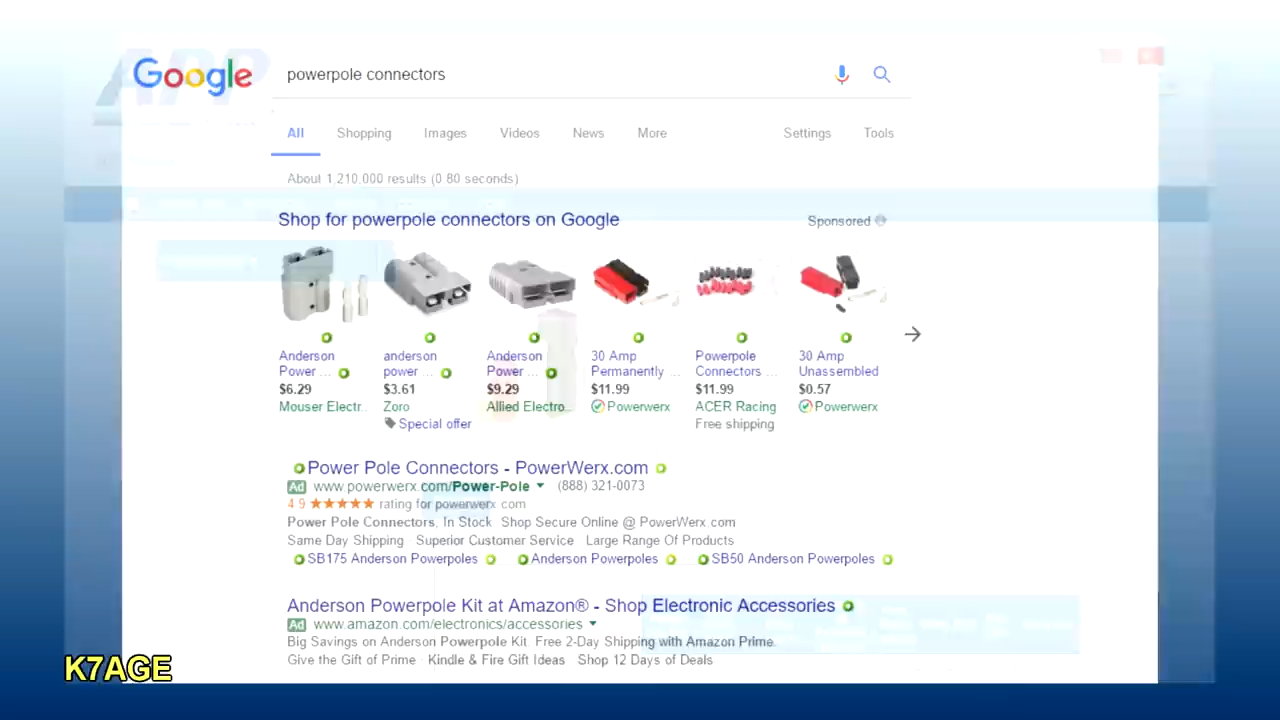 Google
powerpole connectors
All Shopping Images Videos News More Settings Tools
About 1,210,000 results (0.80 seconds)
Shop for powerpole connectors on Google Sponsored
Anderson Power ... $6.29 Mouser Electr..
anderson power ... $3.61 Zoro Special offer
Anderson Power ... $9.29 Allied Electro..
30 Amp Permanently ... $11.99 Powerwerx
Powerpole Connectors ... $11.99 ACER Racing Free shipping
30 Amp Unassembled $0.57 Powerwerx
Power Pole Connectors - PowerWerx.com
Ad www.powerwerx.com/Power-Pole (888) 321-0073
4.9 ★★★★★ rating for powerwerx.com
Power Pole Connectors, In Stock Shop Secure Online @ PowerWerx.com
Same Day Shipping Superior Customer Service Large Range Of Products
SB175 Anderson Powerpoles Anderson Powerpoles SB50 Anderson Powerpoles
Anderson Powerpole Kit at Amazon® - Shop Electronic Accessories
Ad www.amazon.com/electronics/accessories
Big Savings on Anderson Powerpole Kit. Free 2-Day Shipping with Amazon Prime.
Give the Gift of Prime · Kindle & Fire Gift Ideas · Shop 12 Days of Deals
K7AGE